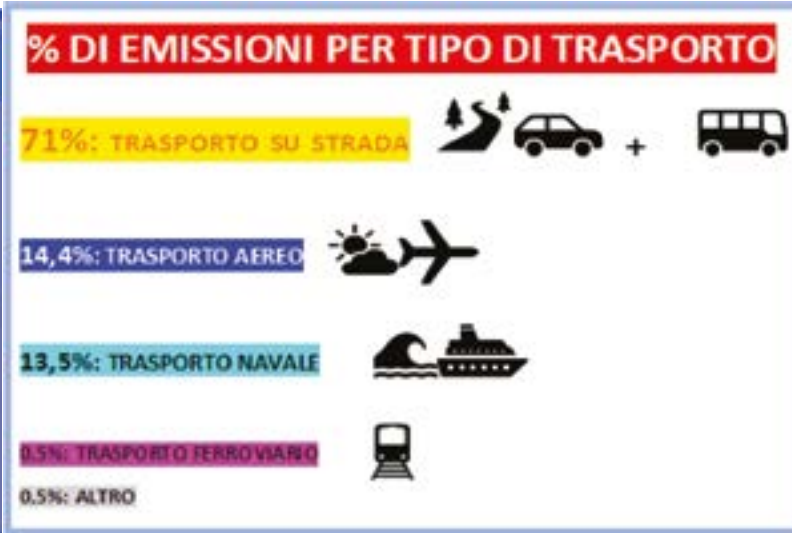 % DI EMISSIONI PER TIPO DI TRASPORTO
71%: TRASPORTO SU STRADA
+
14,4%: TRASPORTO AEREO
13,5%: TRASPORTO NAVALE
0.5%: TRASPORTO FERROVIARIO
0.5%: ALTRO